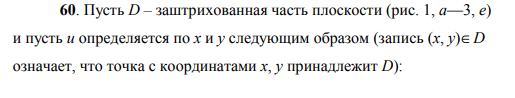 60. Пусть D – заштрихованная часть плоскости (рис. 1, а—3, е)
и пусть u определяется по x и y следующим образом (запись (x, y)∈ D
означает, что точка с координатами x, y принадлежит D):